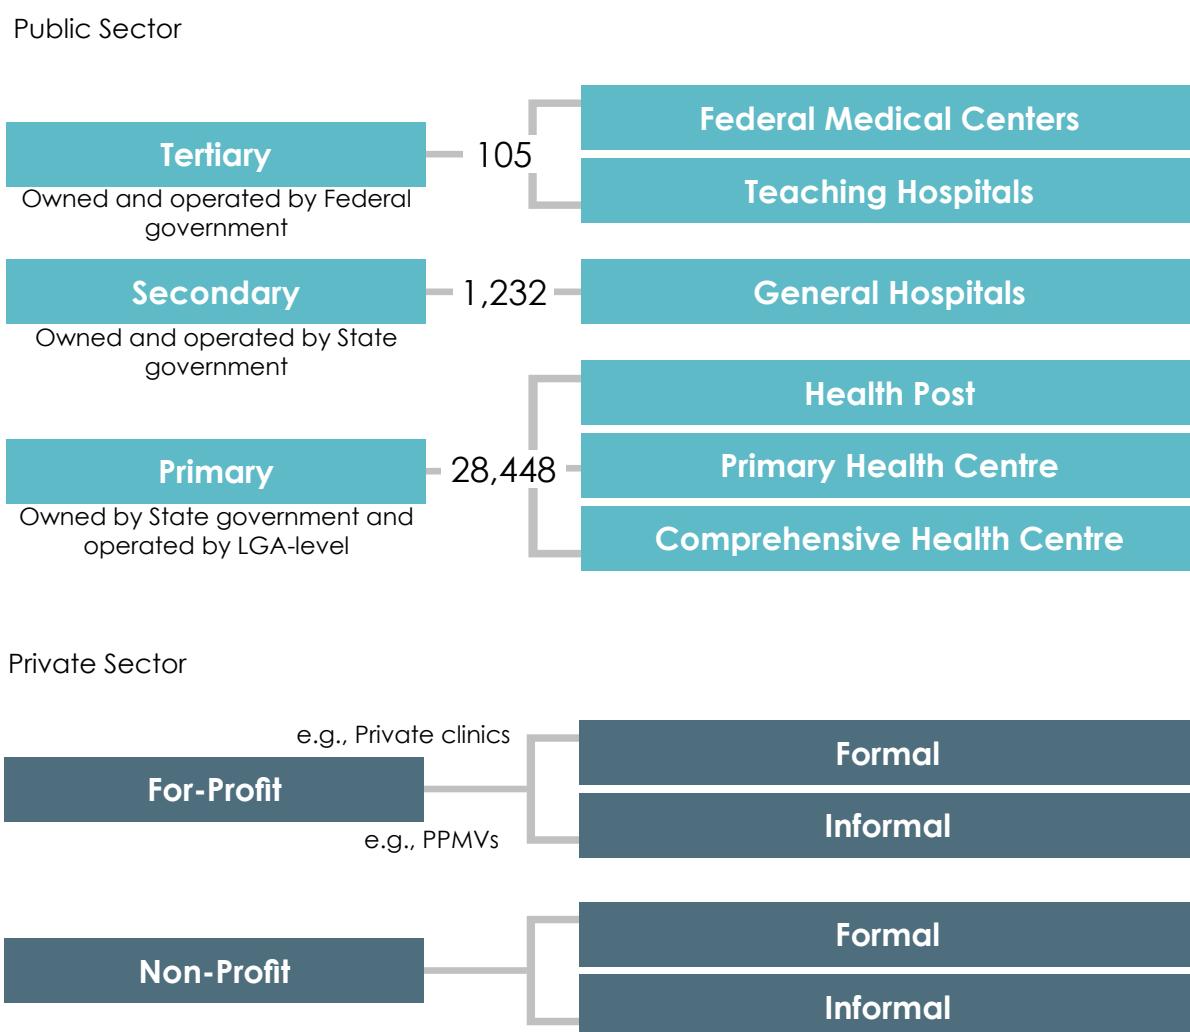 Public Sector
Tertiary
Owned and operated by Federal
government
105
Federal Medical Centers
Teaching Hospitals
Secondary
Owned and operated by State
government
1,232
General Hospitals
Primary
Owned by State government and
operated by LGA-level
28,448
Health Post
Primary Health Centre
Comprehensive Health Centre
Private Sector
For-Profit
e.g., Private clinics
Formal
e.g., PPMVs
Informal
Non-Profit
Formal
Informal